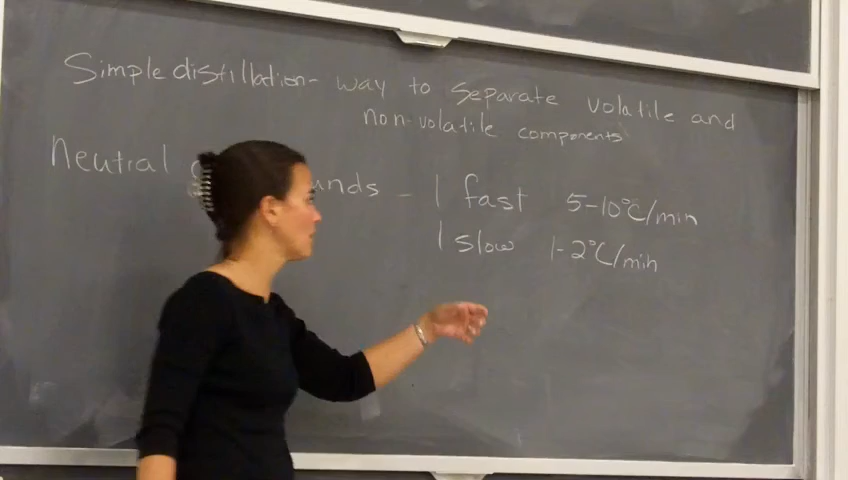 Simple distillation - way to separate volatile and
non-volatile components
Neutral unds - 1 fast 5-10°C/min
1 slow 1-2°C/min